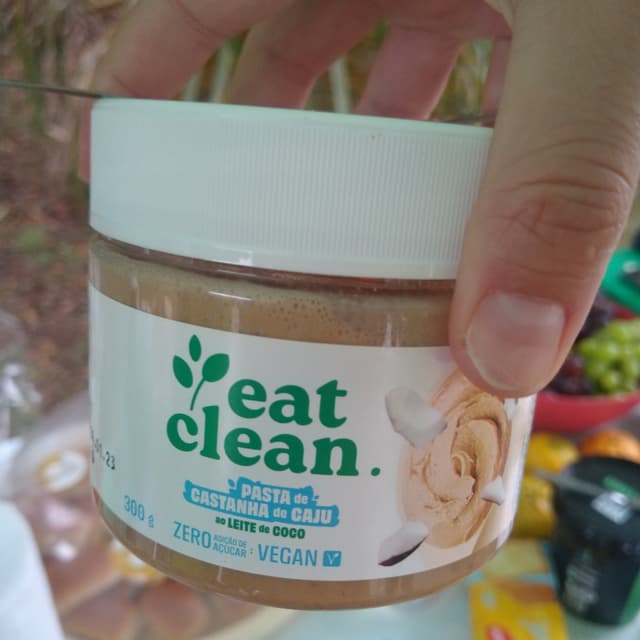 eat
clean.
PASTA de
CASTANHA de CAJU
ao LEITE de COCO
300 g
ZERO ADIÇÃO DE AÇÚCAR : VEGAN V